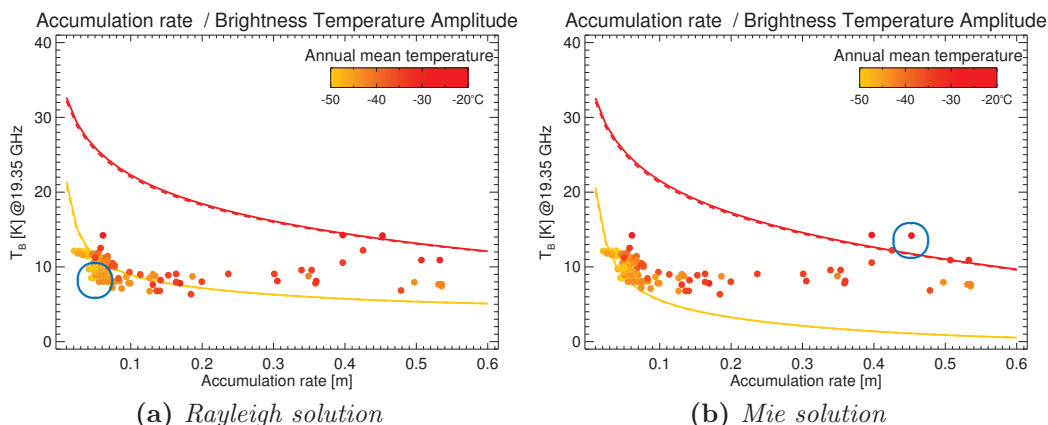 Accumulation rate / Brightness Temperature Amplitude
40
Annual mean temperature
-50 -40 -30 -20°C
30
20
10
0
T_B [K] @19.35 GHz
0.1 0.2 0.3 0.4 0.5 0.6
Accumulation rate [m]
(a) Rayleigh solution
Accumulation rate / Brightness Temperature Amplitude
40
Annual mean temperature
-50 -40 -30 -20°C
30
20
10
0
T_B [K] @19.35 GHz
0.1 0.2 0.3 0.4 0.5 0.6
Accumulation rate [m]
(b) Mie solution